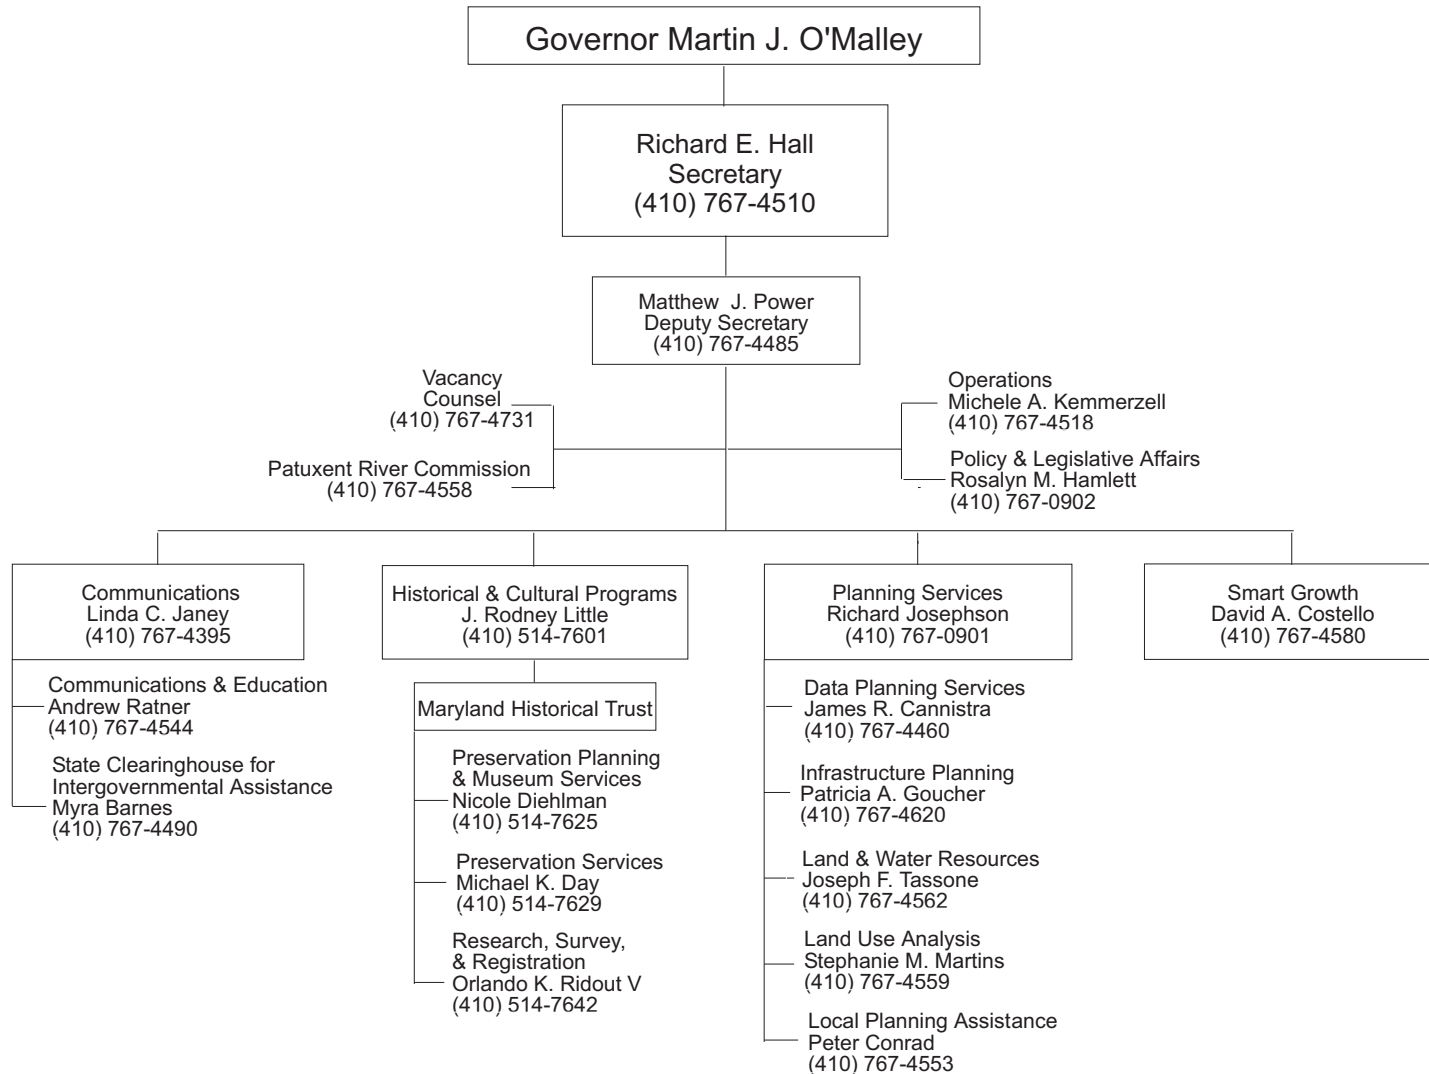 Governor Martin J. O'Malley
Richard E. Hall
Secretary
(410) 767-4510
Matthew J. Power
Deputy Secretary
(410) 767-4485
Vacancy
Counsel
(410) 767-4731
Patuxent River Commission
(410) 767-4558
Operations
Michele A. Kemmerzell
(410) 767-4518
Policy & Legislative Affairs
Rosalyn M. Hamlett
(410) 767-0902
Communications
Linda C. Janey
(410) 767-4395
Communications & Education
Andrew Ratner
(410) 767-4544
State Clearinghouse for
Intergovernmental Assistance
Myra Barnes
(410) 767-4490
Historical & Cultural Programs
J. Rodney Little
(410) 514-7601
Maryland Historical Trust
Preservation Planning
& Museum Services
Nicole Diehlman
(410) 514-7625
Preservation Services
Michael K. Day
(410) 514-7629
Research, Survey,
& Registration
Orlando K. Ridout V
(410) 514-7642
Planning Services
Richard Josephson
(410) 767-0901
Data Planning Services
James R. Cannistra
(410) 767-4460
Infrastructure Planning
Patricia A. Goucher
(410) 767-4620
Land & Water Resources
Joseph F. Tassone
(410) 767-4562
Land Use Analysis
Stephanie M. Martins
(410) 767-4559
Local Planning Assistance
Peter Conrad
(410) 767-4553
Smart Growth
David A. Costello
(410) 767-4580